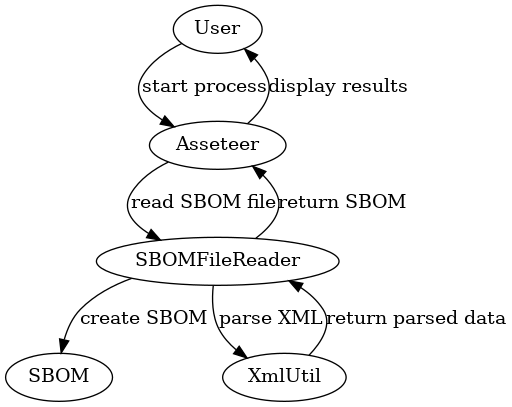 User
start process
display results
Asseteer
read SBOM file
return SBOM
SBOMFileReader
create SBOM
parse XML
return parsed data
SBOM
XmlUtil